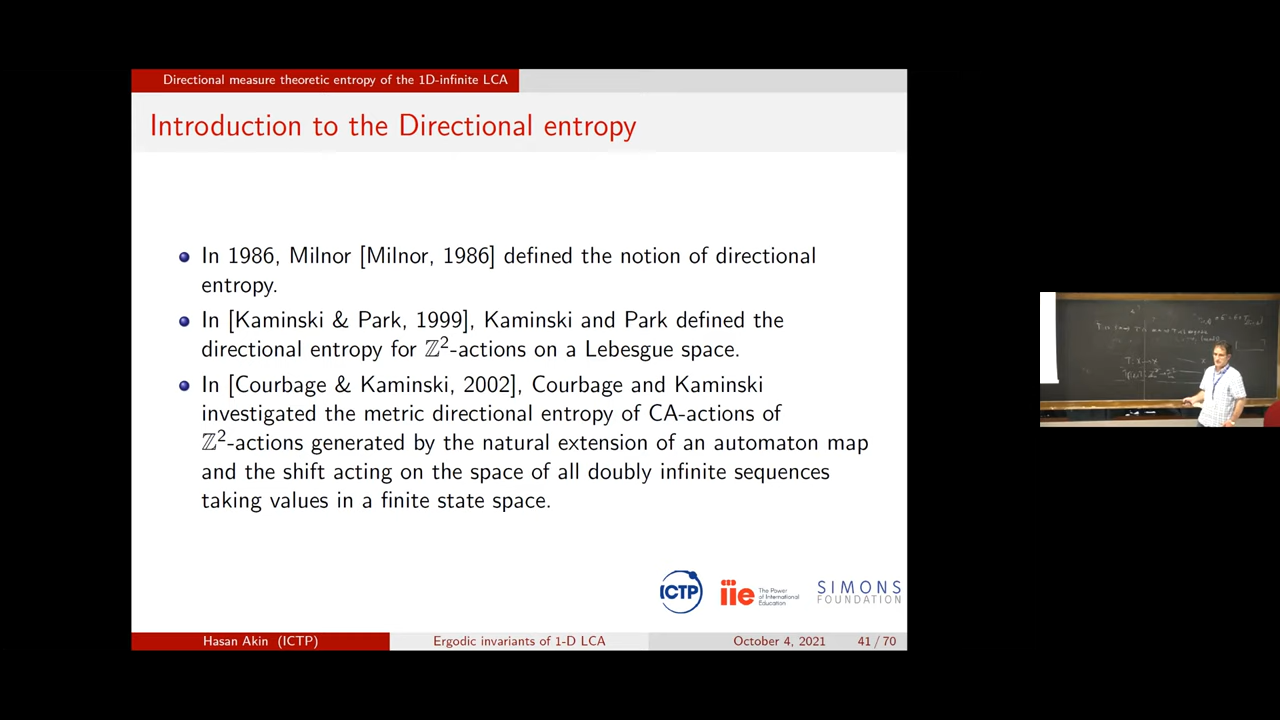 Directional measure theoretic entropy of the 1D-infinite LCA
Introduction to the Directional entropy
In 1986, Milnor [Milnor, 1986] defined the notion of directional
entropy.
In [Kaminski & Park, 1999], Kaminski and Park defined the
directional entropy for ℤ²-actions on a Lebesgue space.
In [Courbage & Kaminski, 2002], Courbage and Kaminski
investigated the metric directional entropy of CA-actions of
ℤ²-actions generated by the natural extension of an automaton map
and the shift acting on the space of all doubly infinite sequences
taking values in a finite state space.
ICTP
iie The Power
of International
Education
SIMONS
FOUNDATION
Hasan Akin (ICTP) Ergodic invariants of 1-D LCA October 4, 2021 41 / 70